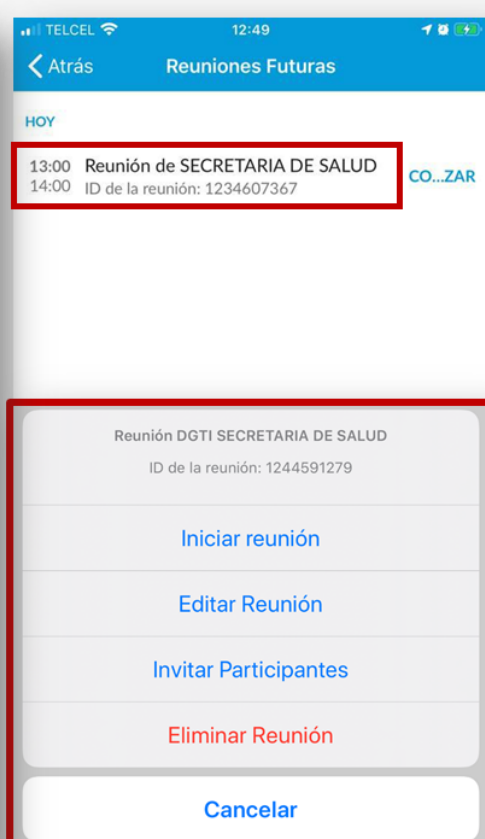 TELCEL 12:49
Atrás Reuniones Futuras
HOY
13:00 Reunión de SECRETARIA DE SALUD
14:00 ID de la reunión: 1234607367
CO...ZAR
Reunión DGTI SECRETARIA DE SALUD
ID de la reunión: 1244591279
Iniciar reunión
Editar Reunión
Invitar Participantes
Eliminar Reunión
Cancelar